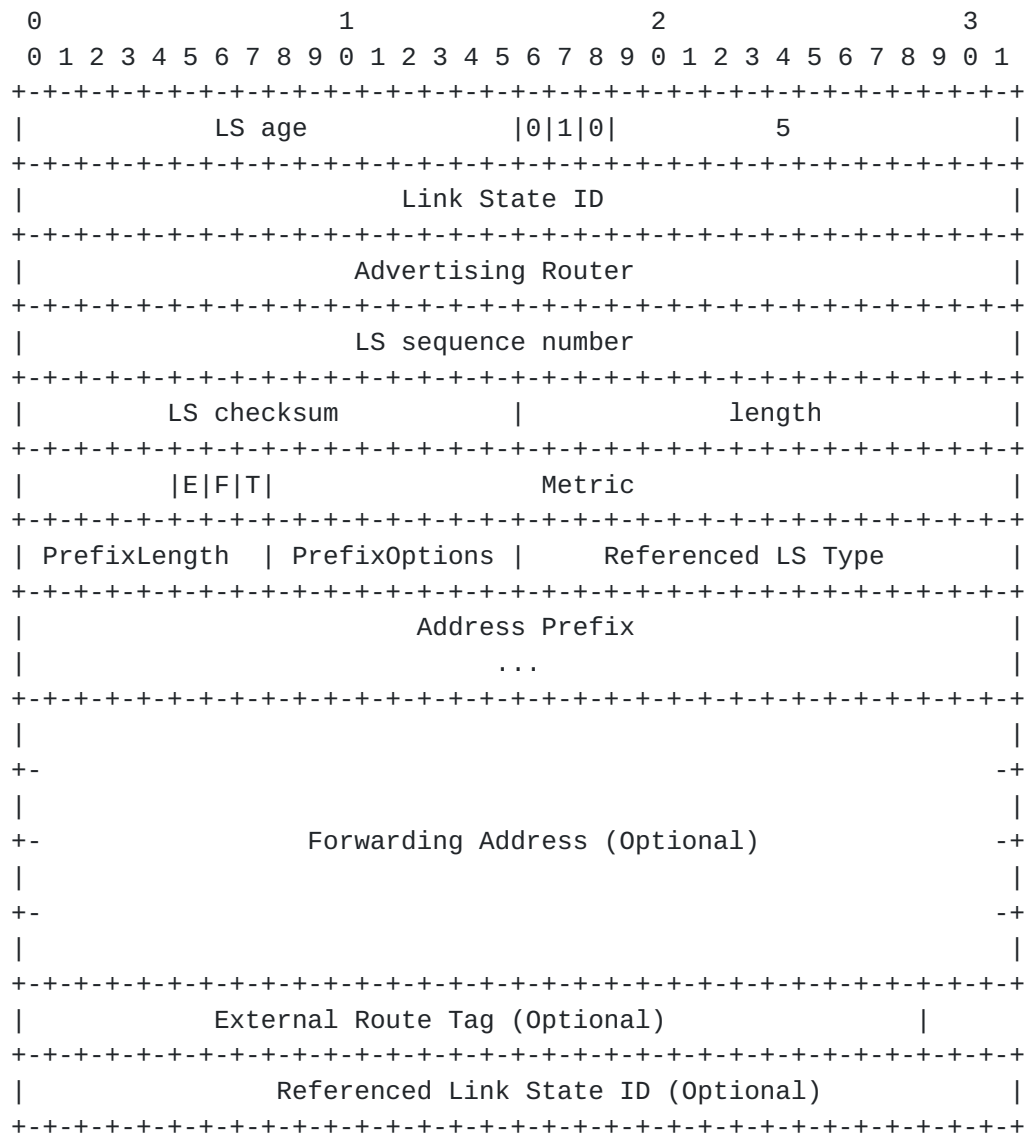 0                   1                   2                   3
 0 1 2 3 4 5 6 7 8 9 0 1 2 3 4 5 6 7 8 9 0 1 2 3 4 5 6 7 8 9 0 1
+-+-+-+-+-+-+-+-+-+-+-+-+-+-+-+-+-+-+-+-+-+-+-+-+-+-+-+-+-+-+-+-+
|            LS age             |0|1|0|          5              |
+-+-+-+-+-+-+-+-+-+-+-+-+-+-+-+-+-+-+-+-+-+-+-+-+-+-+-+-+-+-+-+-+
|                        Link State ID                          |
+-+-+-+-+-+-+-+-+-+-+-+-+-+-+-+-+-+-+-+-+-+-+-+-+-+-+-+-+-+-+-+-+
|                     Advertising Router                        |
+-+-+-+-+-+-+-+-+-+-+-+-+-+-+-+-+-+-+-+-+-+-+-+-+-+-+-+-+-+-+-+-+
|                     LS sequence number                        |
+-+-+-+-+-+-+-+-+-+-+-+-+-+-+-+-+-+-+-+-+-+-+-+-+-+-+-+-+-+-+-+-+
|         LS checksum           |             length            |
+-+-+-+-+-+-+-+-+-+-+-+-+-+-+-+-+-+-+-+-+-+-+-+-+-+-+-+-+-+-+-+-+
|         |E|F|T|                 Metric                        |
+-+-+-+-+-+-+-+-+-+-+-+-+-+-+-+-+-+-+-+-+-+-+-+-+-+-+-+-+-+-+-+-+
| PrefixLength  | PrefixOptions |     Referenced LS Type        |
+-+-+-+-+-+-+-+-+-+-+-+-+-+-+-+-+-+-+-+-+-+-+-+-+-+-+-+-+-+-+-+-+
|                         Address Prefix                        |
|                              ...                              |
+-+-+-+-+-+-+-+-+-+-+-+-+-+-+-+-+-+-+-+-+-+-+-+-+-+-+-+-+-+-+-+-+
|                                                               |
+-                                                             -+
|                                                               |
+-                 Forwarding Address (Optional)               -+
|                                                               |
+-                                                             -+
|                                                               |
+-+-+-+-+-+-+-+-+-+-+-+-+-+-+-+-+-+-+-+-+-+-+-+-+-+-+-+-+-+-+-+-+
|            External Route Tag (Optional)                |
+-+-+-+-+-+-+-+-+-+-+-+-+-+-+-+-+-+-+-+-+-+-+-+-+-+-+-+-+-+-+-+-+
|                Referenced Link State ID (Optional)            |
+-+-+-+-+-+-+-+-+-+-+-+-+-+-+-+-+-+-+-+-+-+-+-+-+-+-+-+-+-+-+-+-+